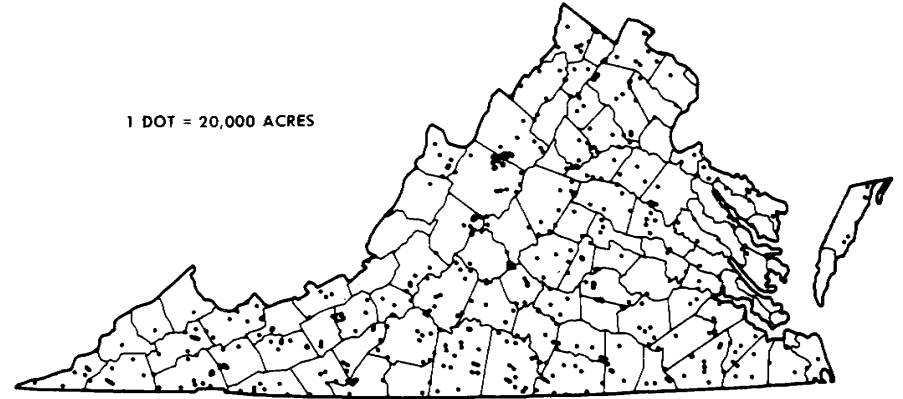 1 DOT = 20,000 ACRES